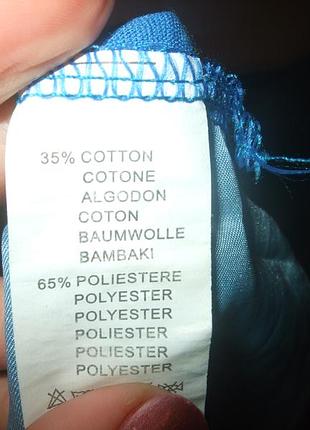 35% COTTON
COTONE
ALGODON
COTON
BAUMWOLLE
BAMBAKI
65% POLIESTERE
POLYESTER
POLYESTER
POLIESTER
POLIESTER
POLYESTER